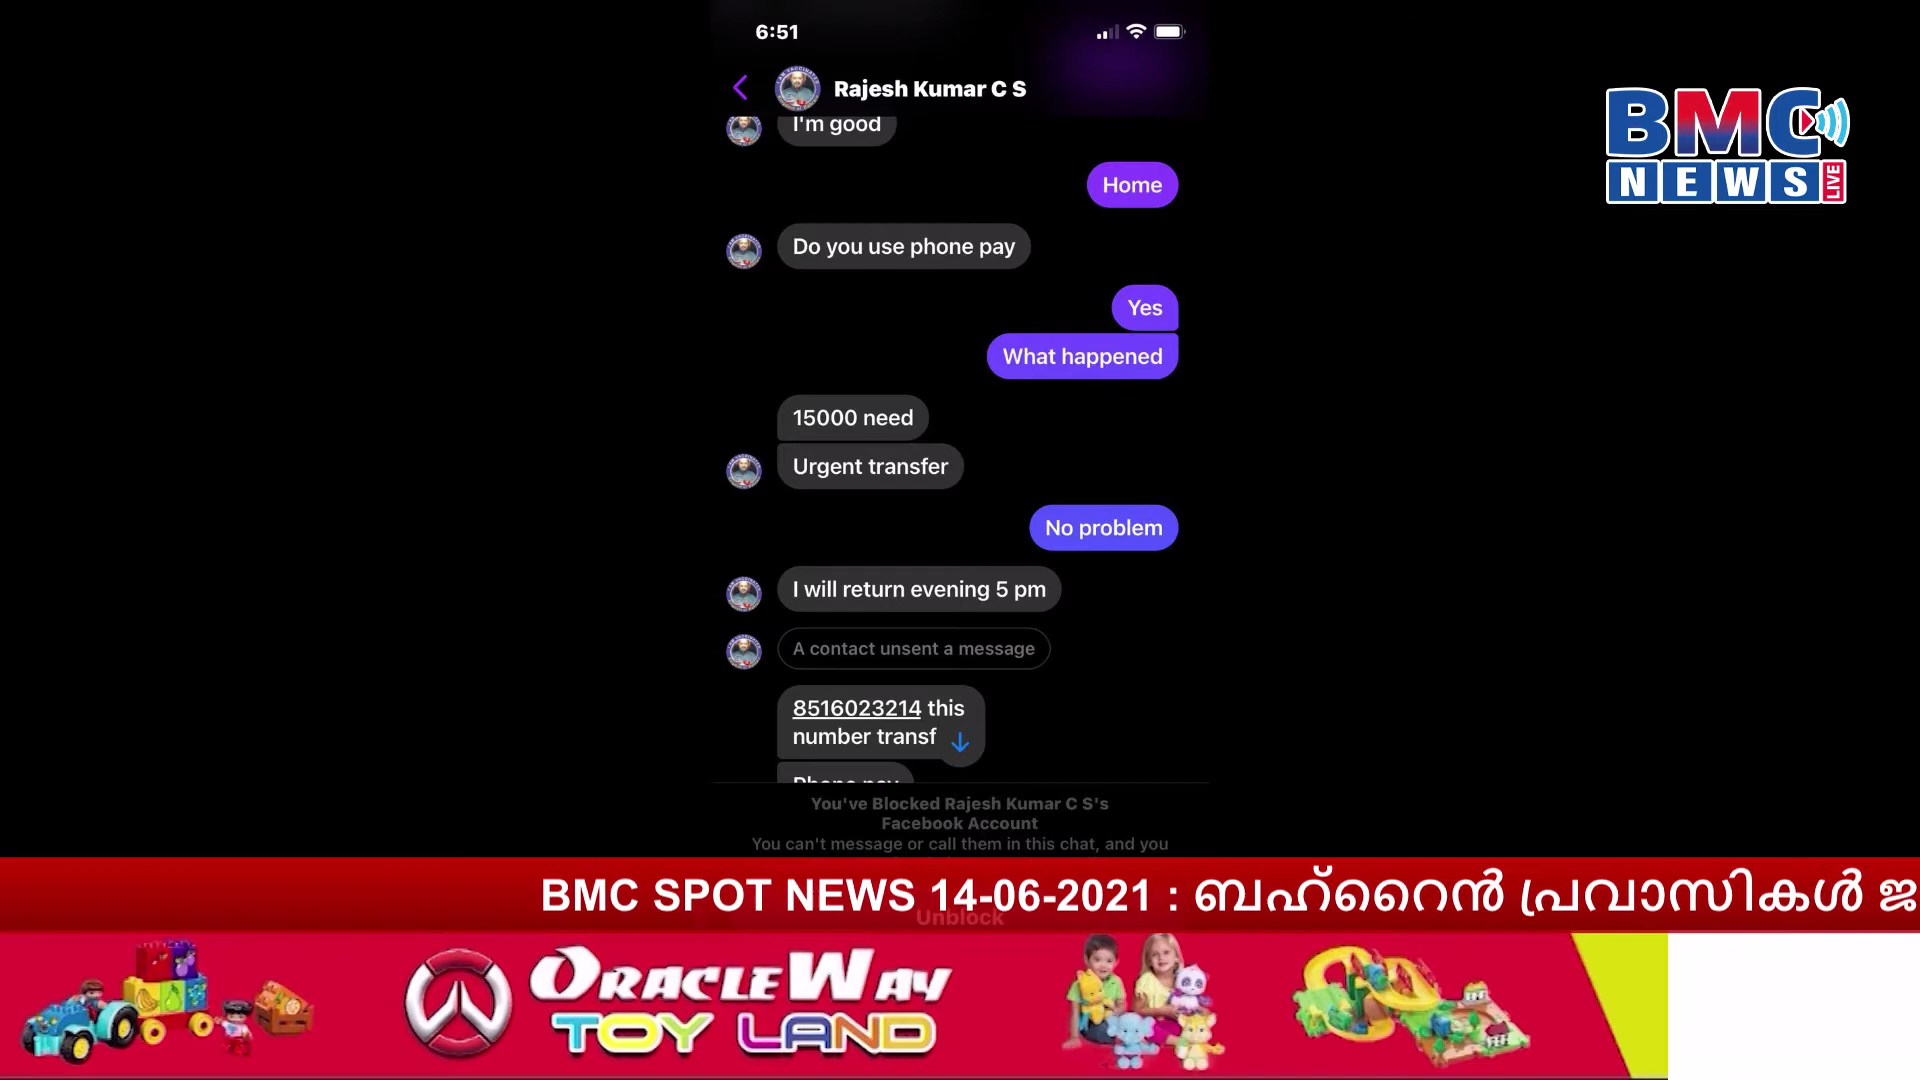 6:51
Rajesh Kumar C S
I'm good
Home
Do you use phone pay
Yes
What happened
15000 need
Urgent transfer
No problem
I will return evening 5 pm
A contact unsent a message
8516023214 this
number transf
Phone pay
You've Blocked Rajesh Kumar C S's
Facebook Account
You can't message or call them in this chat, and you
Unblock
BMC
NEWS
LIVE
BMC SPOT NEWS 14-06-2021 : ബഹ്റൈൻ പ്രവാസികൾ ജ
ORACLE WAY
TOY LAND